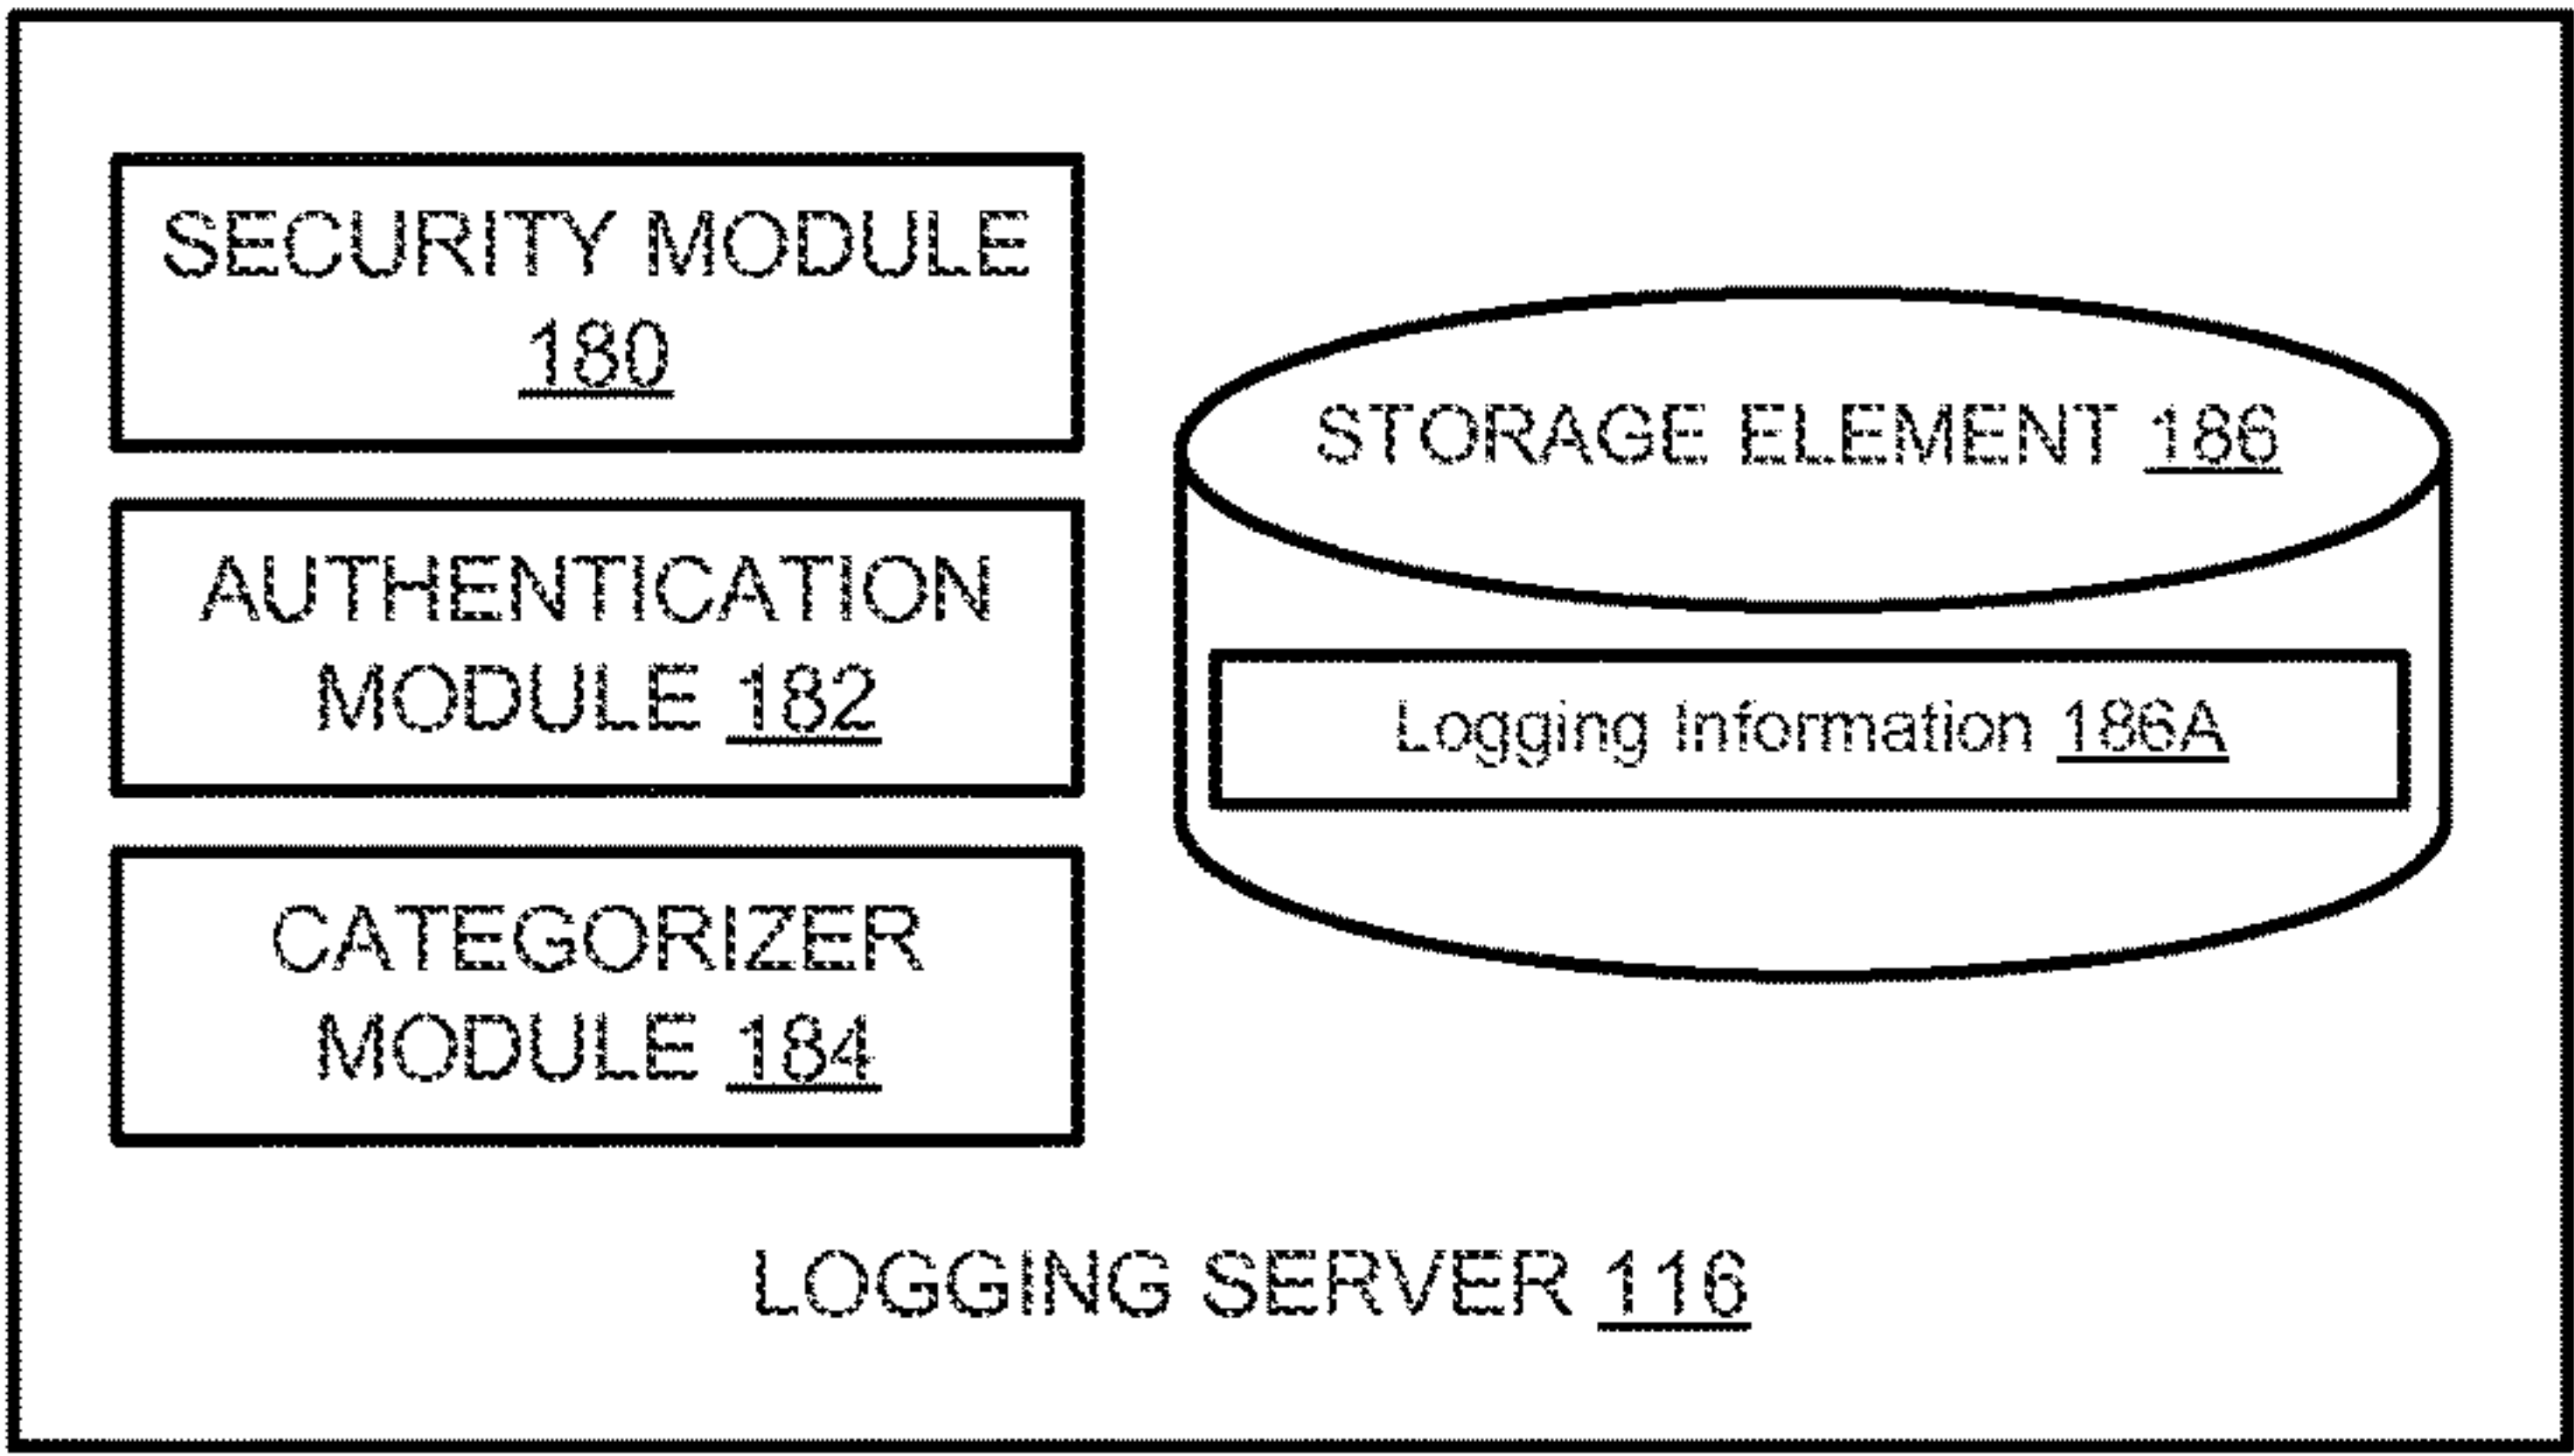 SECURITY MODULE
180
AUTHENTICATION
MODULE 182
CATEGORIZER
MODULE 184
STORAGE ELEMENT 186
Logging Information 186A
LOGGING SERVER 116